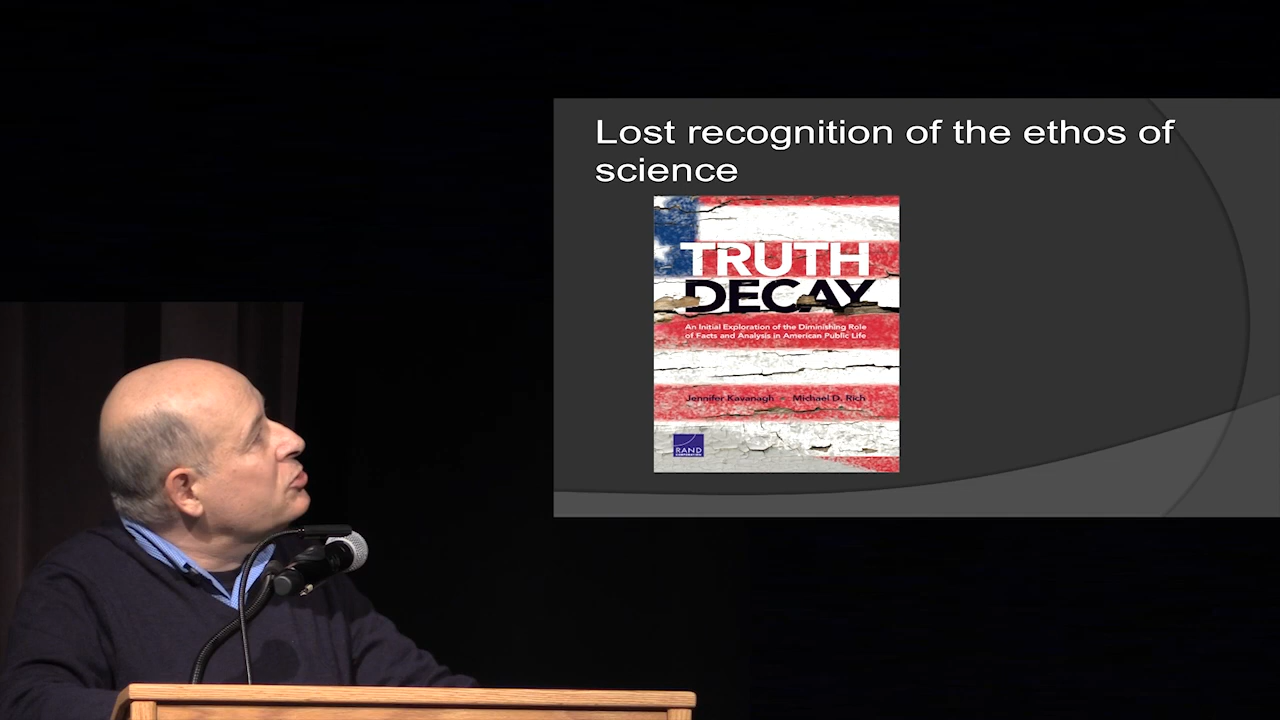 Lost recognition of the ethos of
science
TRUTH
DECAY
An Initial Exploration of the Diminishing Role
of Facts and Analysis in American Public Life
Jennifer Kavanagh – Michael D. Rich
RAND
CORPORATION